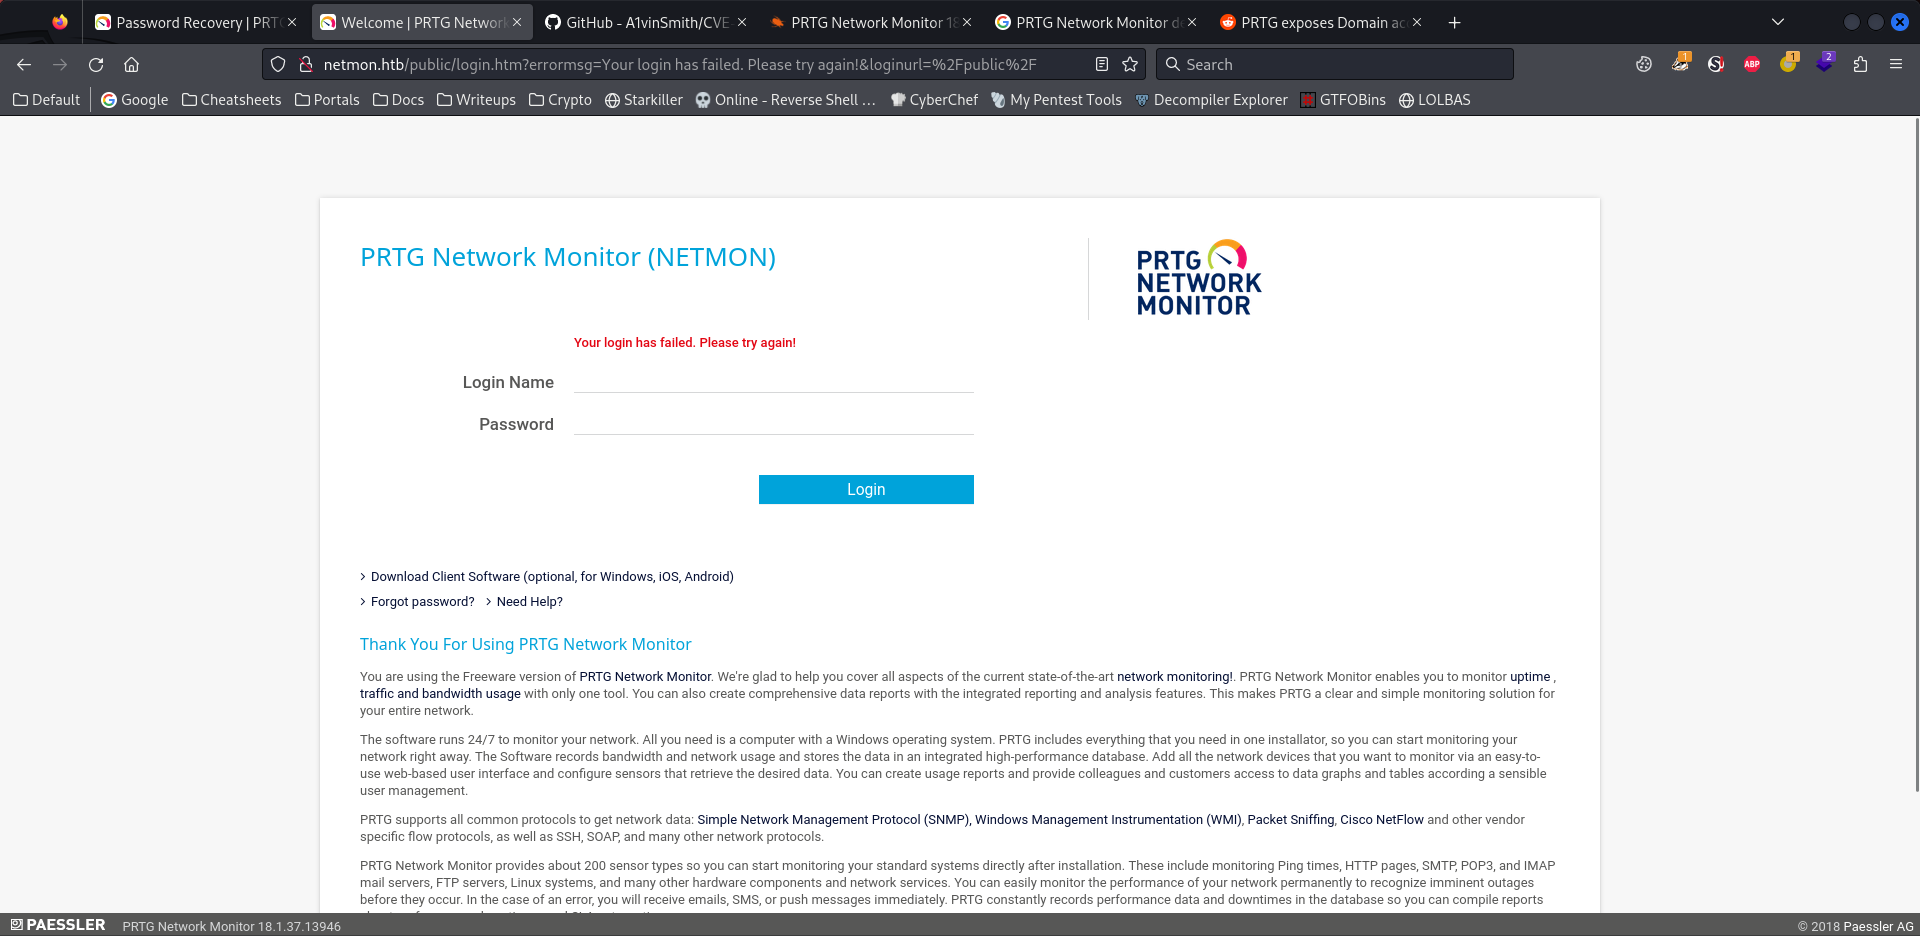 Password Recovery | PRT
Welcome | PRTG Network
GitHub - A1vinSmith/CVE-
PRTG Network Monitor 18
PRTG Network Monitor de
PRTG exposes Domain acc
netmon.htb/public/login.htm?errormsg=Your login has failed. Please try again!&loginurl=%2Fpublic%2F
Search
ABP
1
1
2
Default
Google
Cheatsheets
Portals
Docs
Writeups
Crypto
Starkiller
Online - Reverse Shell ...
CyberChef
My Pentest Tools
Decompiler Explorer
GTFOBins
LOLBAS
PRTG Network Monitor (NETMON)
PRTG
NETWORK
MONITOR
Your login has failed. Please try again!
Login Name
Password
Login
Download Client Software (optional, for Windows, iOS, Android)
Forgot password? Need Help?
Thank You For Using PRTG Network Monitor
You are using the Freeware version of PRTG Network Monitor. We're glad to help you cover all aspects of the current state-of-the-art network monitoring!. PRTG Network Monitor enables you to monitor uptime ,
traffic and bandwidth usage with only one tool. You can also create comprehensive data reports with the integrated reporting and analysis features. This makes PRTG a clear and simple monitoring solution for
your entire network.
The software runs 24/7 to monitor your network. All you need is a computer with a Windows operating system. PRTG includes everything that you need in one installator, so you can start monitoring your
network right away. The Software records bandwidth and network usage and stores the data in an integrated high-performance database. Add all the network devices that you want to monitor via an easy-to-
use web-based user interface and configure sensors that retrieve the desired data. You can create usage reports and provide colleagues and customers access to data graphs and tables according a sensible
user management.
PRTG supports all common protocols to get network data: Simple Network Management Protocol (SNMP), Windows Management Instrumentation (WMI), Packet Sniffing, Cisco NetFlow and other vendor
specific flow protocols, as well as SSH, SOAP, and many other network protocols.
PRTG Network Monitor provides about 200 sensor types so you can start monitoring your standard systems directly after installation. These include monitoring Ping times, HTTP pages, SMTP, POP3, and IMAP
mail servers, FTP servers, Linux systems, and many other hardware components and network services. You can easily monitor the performance of your network permanently to recognize imminent outages
before they occur. In the case of an error, you will receive emails, SMS, or push messages immediately. PRTG constantly records performance data and downtimes in the database so you can compile reports
PAESSLER PRTG Network Monitor 18.1.37.13946
© 2018 Paessler AG